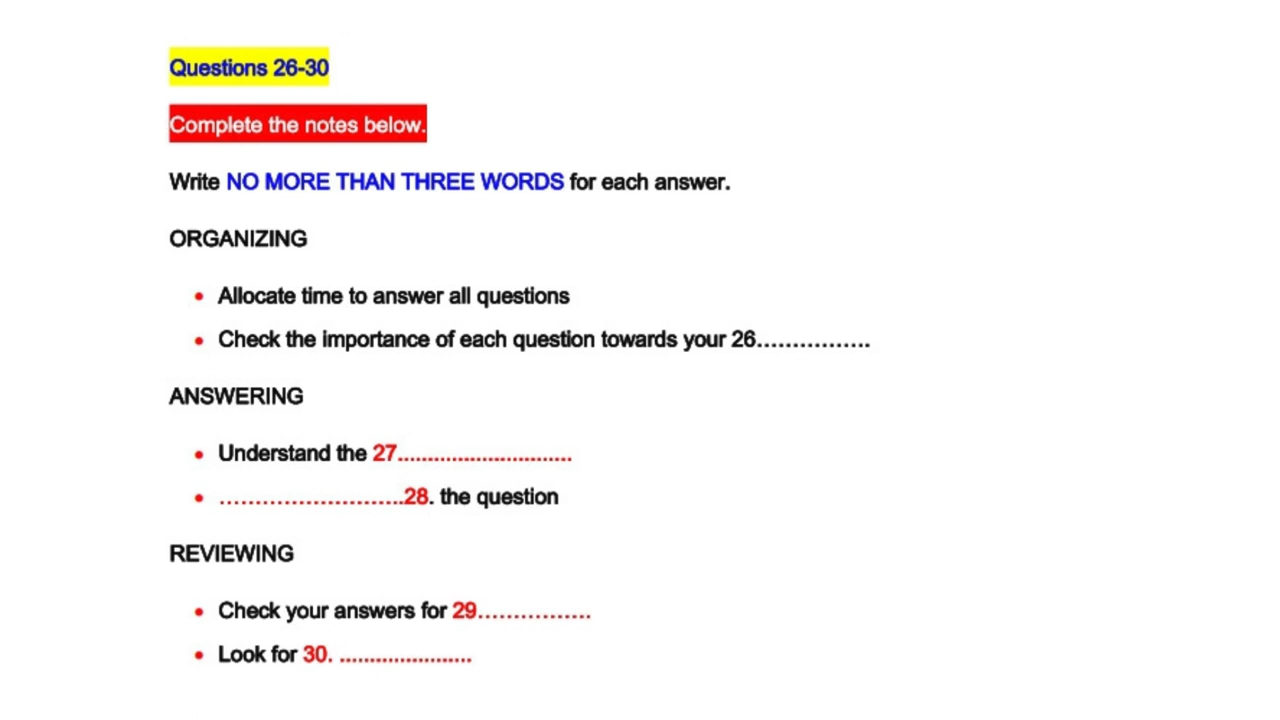 Questions 26-30
Complete the notes below.
Write NO MORE THAN THREE WORDS for each answer.
ORGANIZING
• Allocate time to answer all questions
• Check the importance of each question towards your 26…………….
ANSWERING
• Understand the 27.............................
• ……………………..28. the question
REVIEWING
• Check your answers for 29…………….
• Look for 30. ......................